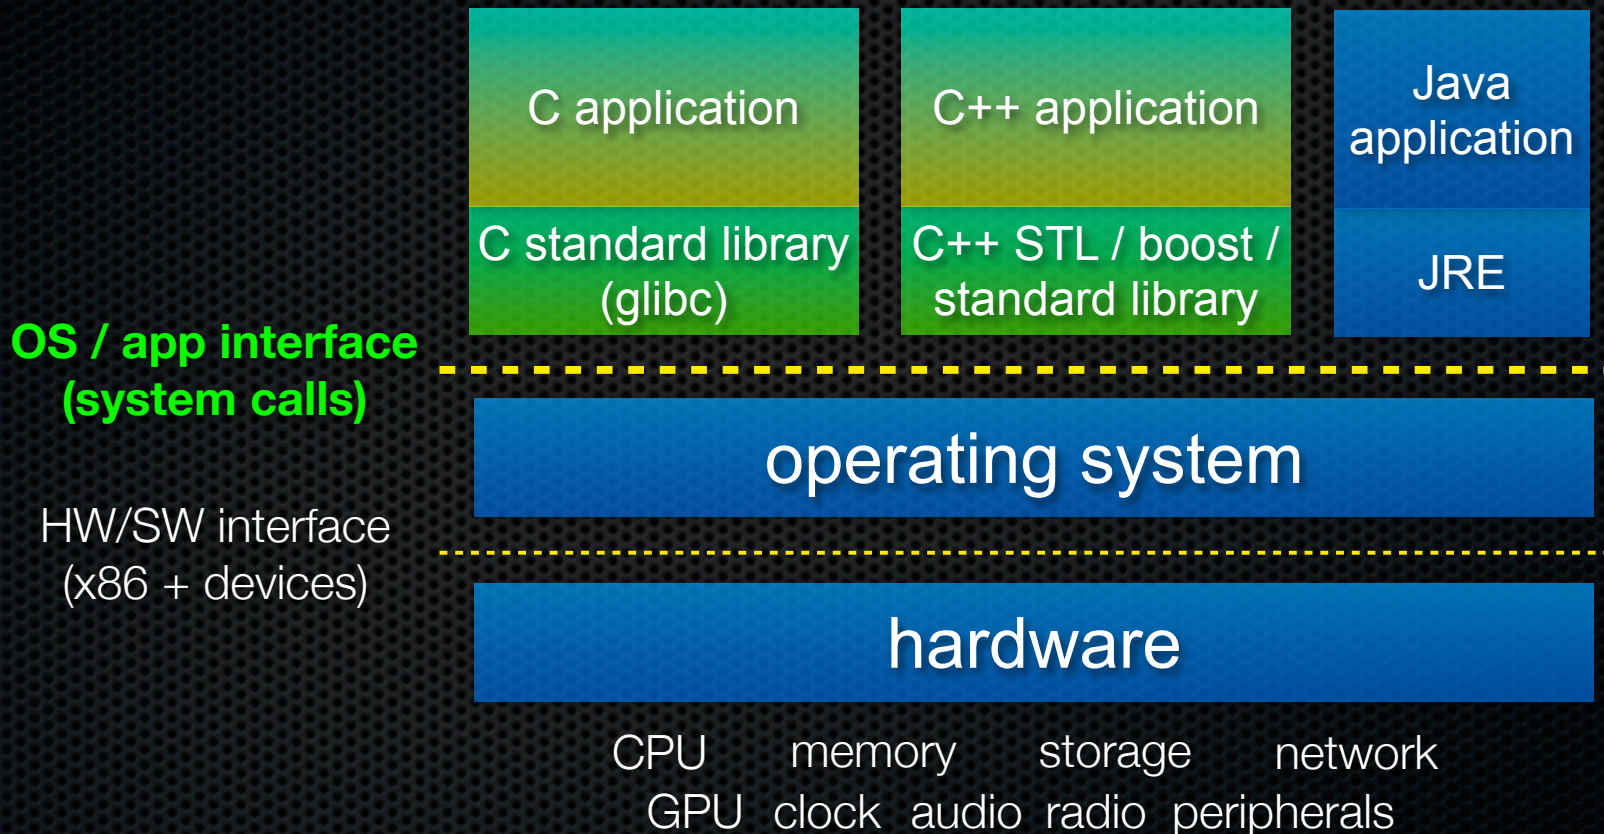 C application
C++ application
Java
application
C standard library
(glibc)
C++ STL / boost /
standard library
JRE
OS / app interface
(system calls)
operating system
HW/SW interface
(x86 + devices)
hardware
CPU memory storage network
GPU clock audio radio peripherals